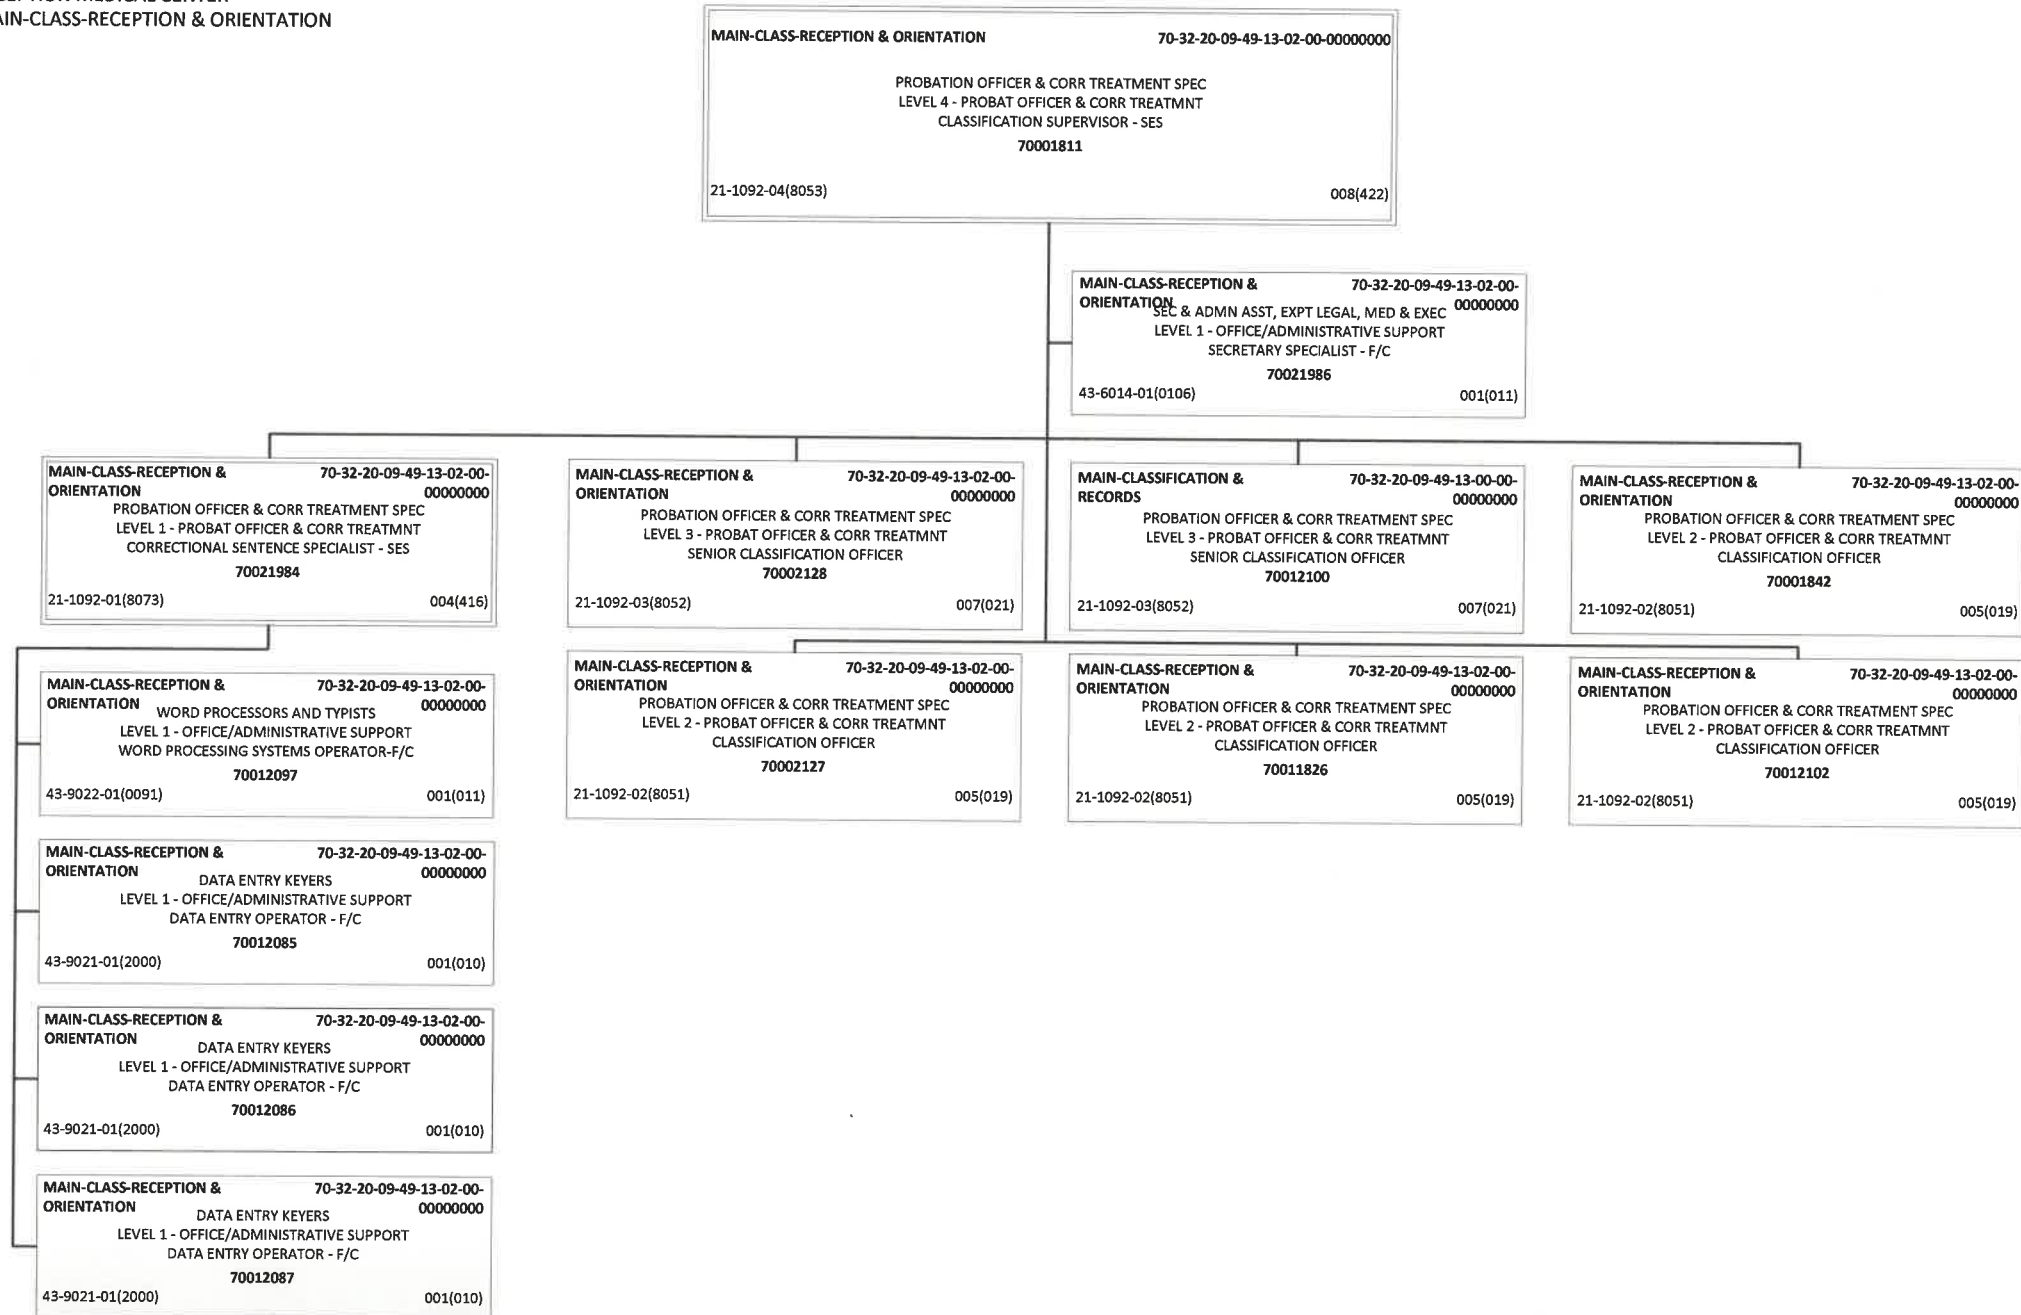 MEDICAL CENTER
MAIN-CLASS-RECEPTION & ORIENTATION
MAIN-CLASS-RECEPTION & ORIENTATION 70-32-20-09-49-13-02-00-00000000
PROBATION OFFICER & CORR TREATMENT SPEC
LEVEL 4 - PROBAT OFFICER & CORR TREATMNT
CLASSIFICATION SUPERVISOR - SES
70001811
21-1092-04(8053) 008(422)
MAIN-CLASS-RECEPTION & 70-32-20-09-49-13-02-00-
ORIENTATION 00000000
SEC & ADMN ASST, EXPT LEGAL, MED & EXEC
LEVEL 1 - OFFICE/ADMINISTRATIVE SUPPORT
SECRETARY SPECIALIST - F/C
70021986
43-6014-01(0106) 001(011)
MAIN-CLASS-RECEPTION & 70-32-20-09-49-13-02-00-
ORIENTATION 00000000
PROBATION OFFICER & CORR TREATMENT SPEC
LEVEL 1 - PROBAT OFFICER & CORR TREATMNT
CORRECTIONAL SENTENCE SPECIALIST - SES
70021984
21-1092-01(8073) 004(416)
MAIN-CLASS-RECEPTION & 70-32-20-09-49-13-02-00-
ORIENTATION 00000000
PROBATION OFFICER & CORR TREATMENT SPEC
LEVEL 3 - PROBAT OFFICER & CORR TREATMNT
SENIOR CLASSIFICATION OFFICER
70002128
21-1092-03(8052) 007(021)
MAIN-CLASSIFICATION & 70-32-20-09-49-13-00-00-
RECORDS 00000000
PROBATION OFFICER & CORR TREATMENT SPEC
LEVEL 3 - PROBAT OFFICER & CORR TREATMNT
SENIOR CLASSIFICATION OFFICER
70012100
21-1092-03(8052) 007(021)
MAIN-CLASS-RECEPTION & 70-32-20-09-49-13-02-00-
ORIENTATION 00000000
PROBATION OFFICER & CORR TREATMENT SPEC
LEVEL 2 - PROBAT OFFICER & CORR TREATMNT
CLASSIFICATION OFFICER
70001842
21-1092-02(8051) 005(019)
MAIN-CLASS-RECEPTION & 70-32-20-09-49-13-02-00-
ORIENTATION 00000000
PROBATION OFFICER & CORR TREATMENT SPEC
LEVEL 2 - PROBAT OFFICER & CORR TREATMNT
CLASSIFICATION OFFICER
70002127
21-1092-02(8051) 005(019)
MAIN-CLASS-RECEPTION & 70-32-20-09-49-13-02-00-
ORIENTATION 00000000
PROBATION OFFICER & CORR TREATMENT SPEC
LEVEL 2 - PROBAT OFFICER & CORR TREATMNT
CLASSIFICATION OFFICER
70011826
21-1092-02(8051) 005(019)
MAIN-CLASS-RECEPTION & 70-32-20-09-49-13-02-00-
ORIENTATION 00000000
PROBATION OFFICER & CORR TREATMENT SPEC
LEVEL 2 - PROBAT OFFICER & CORR TREATMNT
CLASSIFICATION OFFICER
70012102
21-1092-02(8051) 005(019)
MAIN-CLASS-RECEPTION & 70-32-20-09-49-13-02-00-
ORIENTATION 00000000
WORD PROCESSORS AND TYPISTS
LEVEL 1 - OFFICE/ADMINISTRATIVE SUPPORT
WORD PROCESSING SYSTEMS OPERATOR-F/C
70012097
43-9022-01(0091) 001(011)
MAIN-CLASS-RECEPTION & 70-32-20-09-49-13-02-00-
ORIENTATION 00000000
DATA ENTRY KEYERS
LEVEL 1 - OFFICE/ADMINISTRATIVE SUPPORT
DATA ENTRY OPERATOR - F/C
70012085
43-9021-01(2000) 001(010)
MAIN-CLASS-RECEPTION & 70-32-20-09-49-13-02-00-
ORIENTATION 00000000
DATA ENTRY KEYERS
LEVEL 1 - OFFICE/ADMINISTRATIVE SUPPORT
DATA ENTRY OPERATOR - F/C
70012086
43-9021-01(2000) 001(010)
MAIN-CLASS-RECEPTION & 70-32-20-09-49-13-02-00-
ORIENTATION 00000000
DATA ENTRY KEYERS
LEVEL 1 - OFFICE/ADMINISTRATIVE SUPPORT
DATA ENTRY OPERATOR - F/C
70012087
43-9021-01(2000) 001(010)